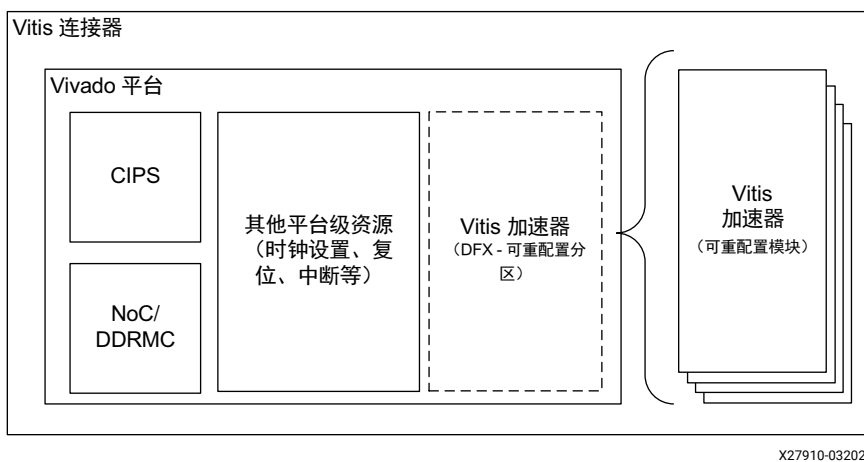 Vitis 连接器
Vivado 平台
CIPS
NoC/
DDRMC
其他平台级资源
（时钟设置、复
位、中断等）
Vitis 加速器
（DFX - 可重配置分
区）
Vitis
加速器
（可重配置模块）
X27910-03202